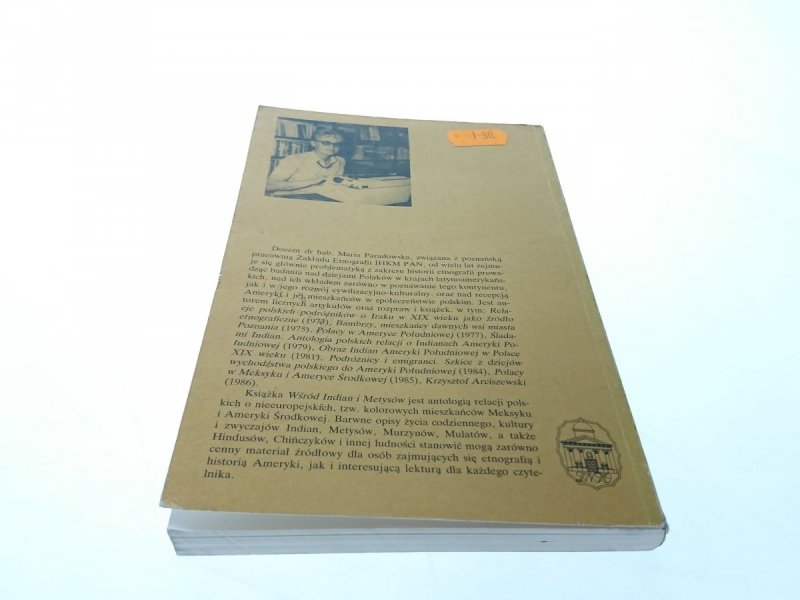 1-90
Docent dr hab. Maria Paradowska, związana z poznańską
pracownią Zakładu Etnografii IHKM PAN, od wielu lat zajmu-
je się głównie problematyką z zakresu historii etnografii prowa-
dząc badania nad dziejami Polaków w krajach latynoamerykańs-
kich, nad ich wkładem zarówno w poznawanie tego kontynentu,
jak i w jego rozwój cywilizacyjno-kulturalny, oraz nad recepcją
Ameryki i jej mieszkańców w społeczeństwie polskim. Jest au-
torem licznych artykułów oraz rozpraw i książek, w tym: Rela-
cje polskich podróżników o Iraku w XIX wieku jako źródło
etnograficzne Bambrzy, mieszkańcy dawnych wsi miasta
Poznania (1975), Polacy w Ameryce Południowej (1977),Ślada-
mi Indian. Antologia polskich relacji o Indianach Ameryki Po-
łudniowej (1979), Obraz Indian Ameryki Południowej w Polsce
XIX wieku (1981), Podróżnicy i emigranci. Szkice z dziejów
wychodźstwa polskiego do Ameryki Południowej (1984), Polacy
w Meksyku i Ameryce Środkowej (1985), Krzysztof Arciszewski
(1986).
Książka Wśród Indian i Metysów jest antologią relacji pols-
kich o nieeuropejskich, tzw. kolorowych mieszkańcach Meksyku
i Ameryki Środkowej. Barwne opisy życia codziennego, kultury
i zwyczajów Indian, Metysów, Murzynów, Mulatów, a także
Hindusów, Chińczyków i innej ludności stanowić mogą zarówno
cenny materiał źródłowy dla osób zajmujących się etnografią i
historią Ameryki, jak i interesującą lekturą dla każdego czyte-
lnika.